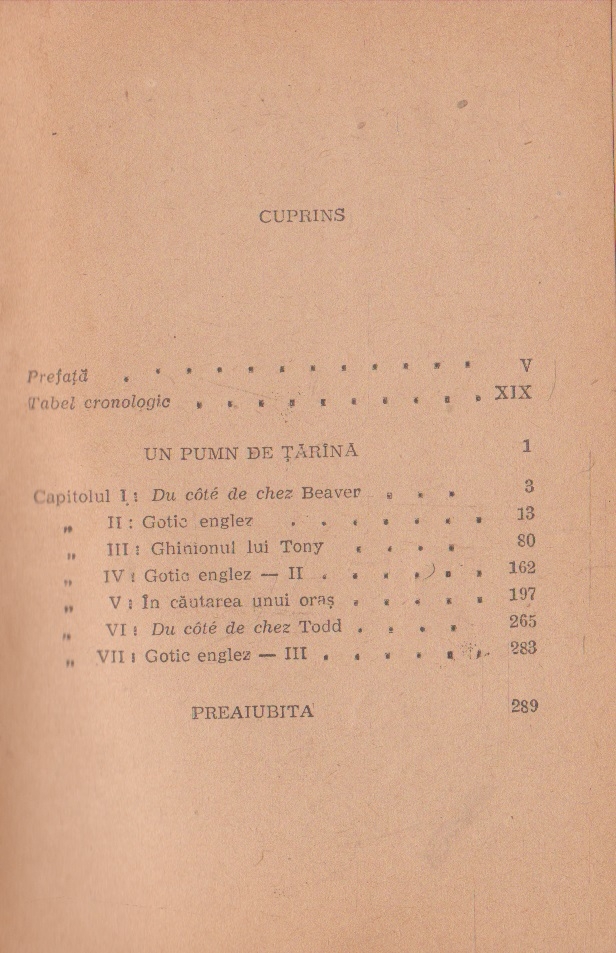 CUPRINS
Prefață . . . . . . . . . . . . V
Tabel cronologic . . . . . . . . . . XIX
UN PUMN DE ȚĂRÎNĂ 1
Capitolul I : Du côté de chez Beaver . . . 3
„ II : Gotic englez . . . . . . . 13
„ III : Ghinionul lui Tony . . . . 80
„ IV : Gotic englez — II . . . . . . 162
„ V : În căutarea unui oraș . . . . . 197
„ VI : Du côté de chez Todd . . . . 265
„ VII : Gotic englez — III . . . . . . 283
PREAIUBITA 289